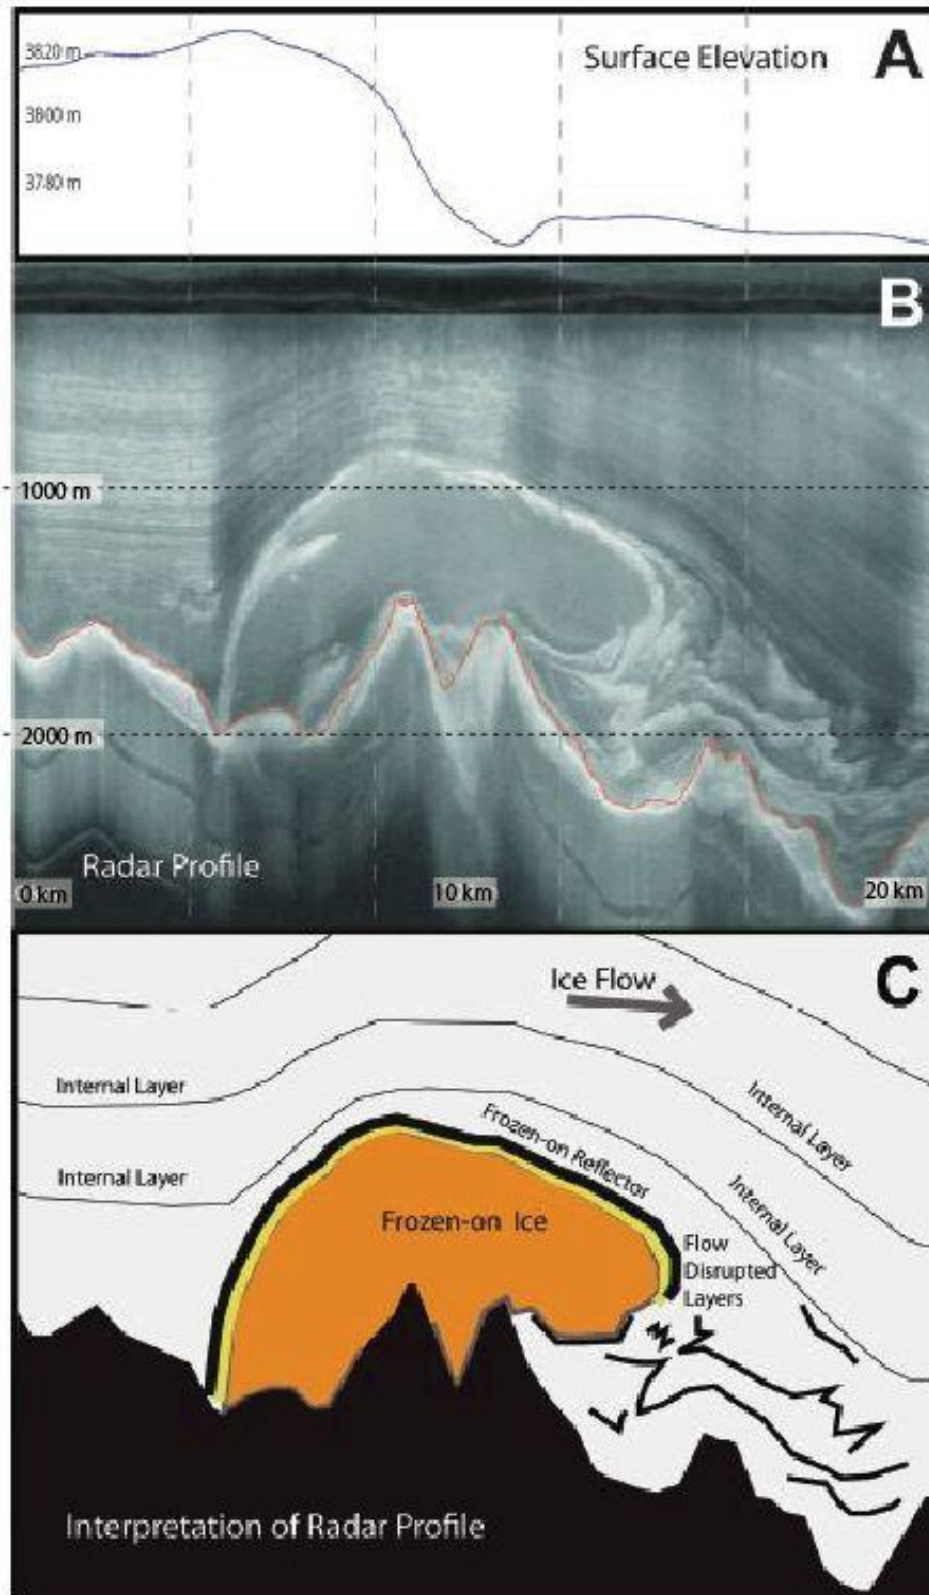 A
Surface Elevation
3820 m
3800 m
3780 m
B
1000 m
2000 m
Radar Profile
0 km
10 km
20 km
C
Ice Flow
Internal Layer
Internal Layer
Frozen-on Reflector
Internal Layer
Internal Layer
Frozen-on Ice
Flow
Disrupted
Layers
Interpretation of Radar Profile